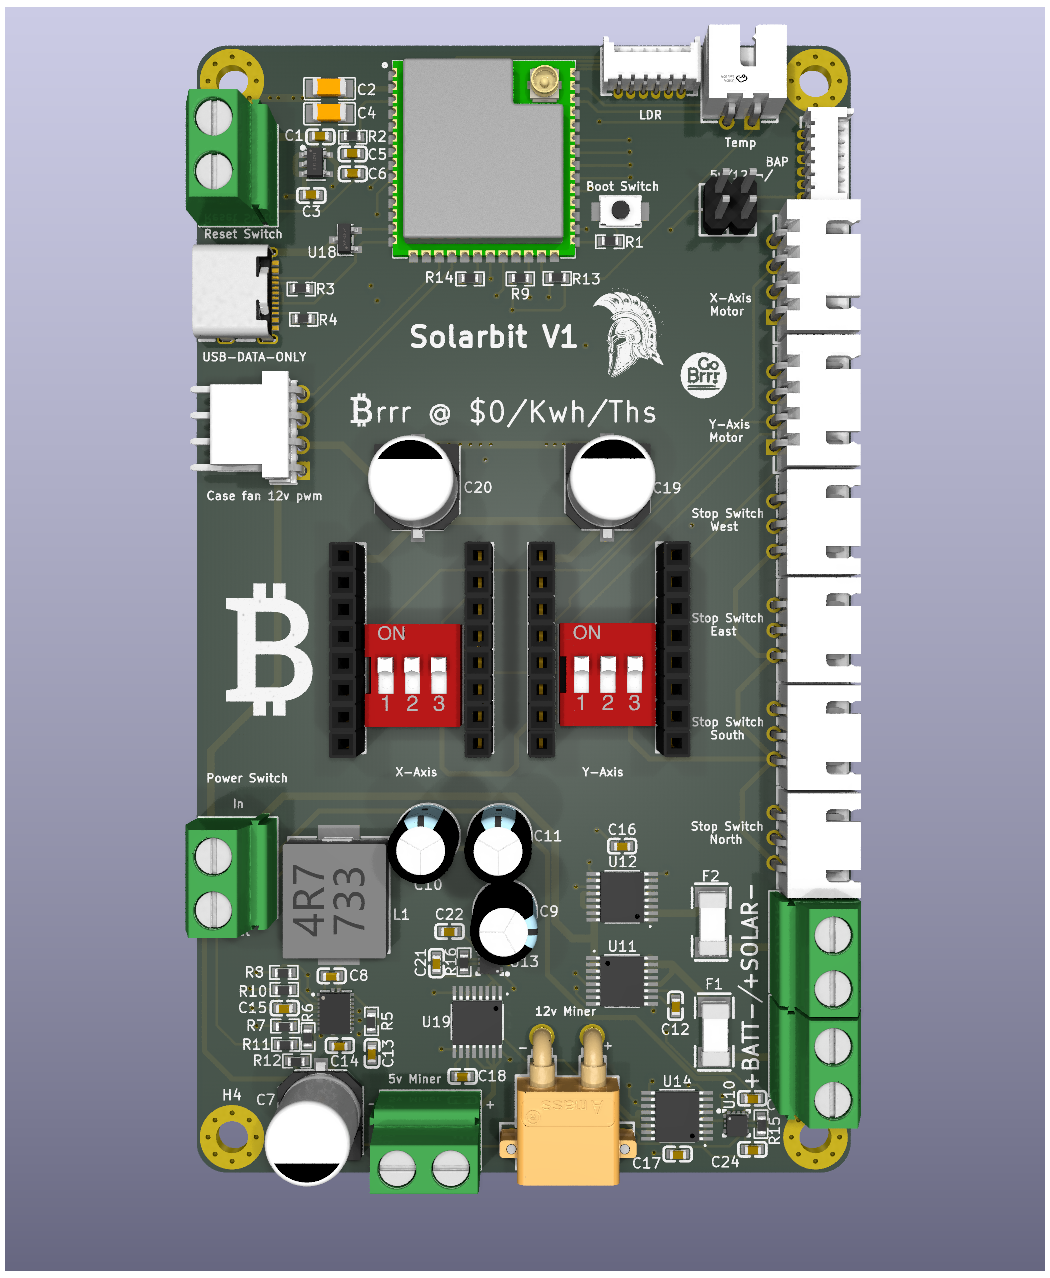 C2
C4
C1
R2
C5
C6
C3
LDR
Temp
BAP
Reset Switch
U18
Boot Switch
R1
R14
R9
R13
R3
R4
X-Axis
Motor
USB-DATA-ONLY
Solarbit V1
Go
Brrr
₿rrr @ $0/Kwh/Ths
Y-Axis
Motor
Case fan 12v pwm
C20
C19
Stop Switch
West
ON
1 2 3
ON
1 2 3
Stop Switch
East
Stop Switch
South
X-Axis
Y-Axis
Power Switch
In
Stop Switch
North
4R7
733
L1
C10
C11
C9
C16
U12
F2
C22
C21
R16
U13
U11
F1
C12
+BATT-/+SOLAR-
R8
R10
C15
R7
R11
R12
R6
C8
R5
C14
C13
U19
C18
12v Miner
- +
5v Miner
- +
H4
C7
Amass
U14
U10
R15
C17
C24